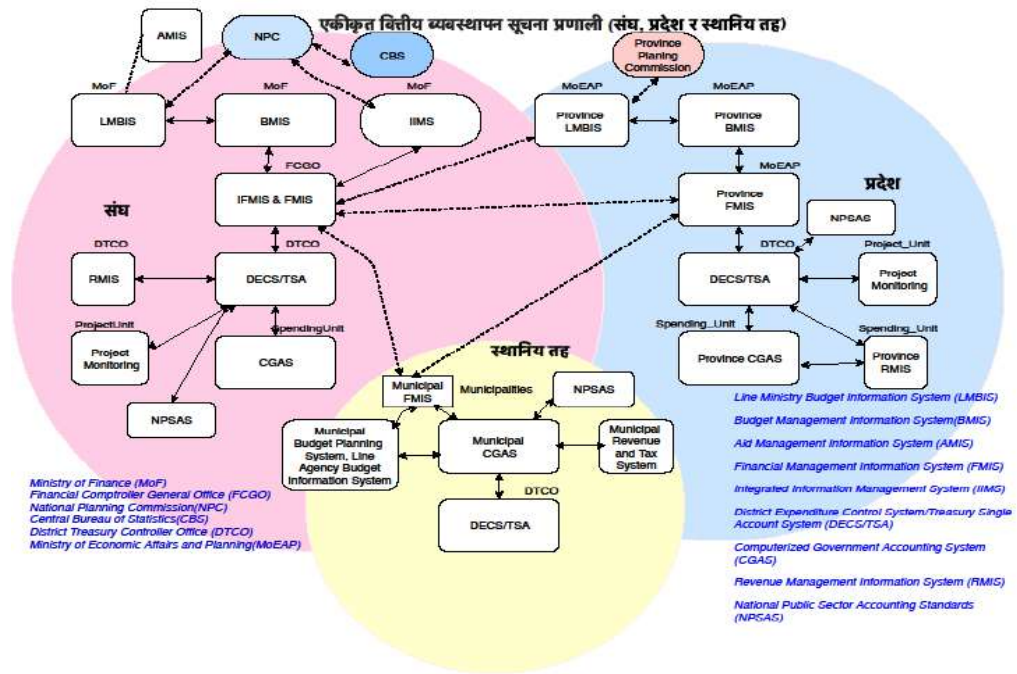 एकीकृत वित्तीय ब्यबस्थापन सूचना प्रणाली (संघ, प्रदेश र स्थानिय तह)
AMIS
NPC
CBS
Province
Planing
Commission
MoF
MoF
MoF
MoEAP
MoEAP
LMBIS
BMIS
IIMS
Province
LMBIS
Province
BMIS
FCGO
MoEAP
IFMIS & FMIS
Province
FMIS
संघ
प्रदेश
NPSAS
DTCO
DTCO
DTCO
Project_Unit
RMIS
DECS/TSA
DECS/TSA
Project
Monitoring
ProjectUnit
SpendingUnit
Spending_Unit
Spending_Unit
Project
Monitoring
CGAS
Province CGAS
Province
RMIS
स्थानिय तह
Municipal
FMIS
Municipalities
NPSAS
NPSAS
Municipal
Budget Planning
System, Line
Agency Budget
Information System
Municipal
CGAS
Municipal
Revenue
and Tax
System
DTCO
DECS/TSA
Ministry of Finance (MoF)
Financial Comptroller General Office (FCGO)
National Planning Commission(NPC)
Central Bureau of Statistics(CBS)
District Treasury Controller Office (DTCO)
Ministry of Economic Affairs and Planning(MoEAP)
Line Ministry Budget Information System (LMBIS)
Budget Management Information System(BMIS)
Aid Management Information System (AMIS)
Financial Management Information System (FMIS)
Integrated Information Management System (IIMS)
District Expenditure Control System/Treasury Single
Account System (DECS/TSA)
Computerized Government Accounting System
(CGAS)
Revenue Management Information System (RMIS)
National Public Sector Accounting Standards
(NPSAS)